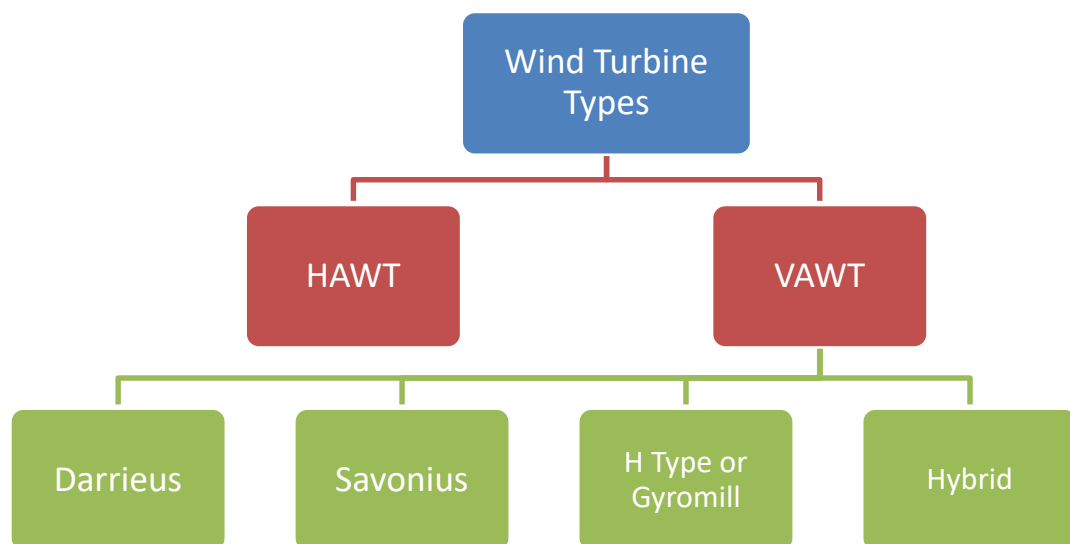 Wind Turbine
Types
HAWT
VAWT
Darrieus
Savonius
H Type or
Gyromill
Hybrid